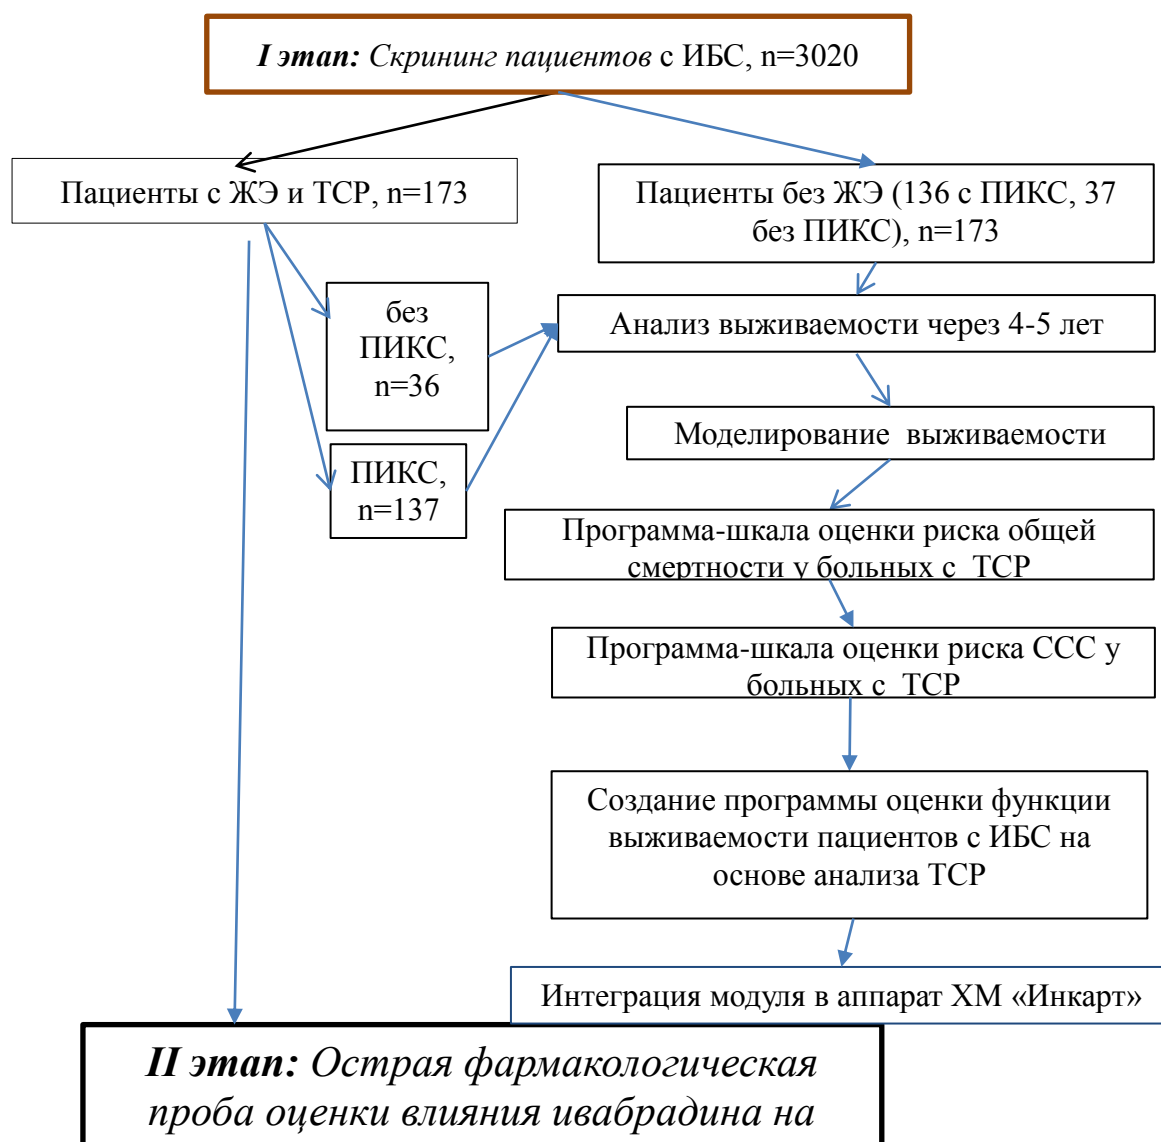 I этап: Скрининг пациентов с ИБС, n=3020
Пациенты с ЖЭ и ТСР, n=173
Пациенты без ЖЭ (136 с ПИКС, 37
без ПИКС), n=173
без
ПИКС,
n=36
ПИКС,
n=137
Анализ выживаемости через 4-5 лет
Моделирование выживаемости
Программа-шкала оценки риска общей
смертности у больных с ТСР
Программа-шкала оценки риска ССС у
больных с ТСР
Создание программы оценки функции
выживаемости пациентов с ИБС на
основе анализа ТСР
Интеграция модуля в аппарат ХМ «Инкарт»
II этап: Острая фармакологическая
проба оценки влияния ивабрадина на